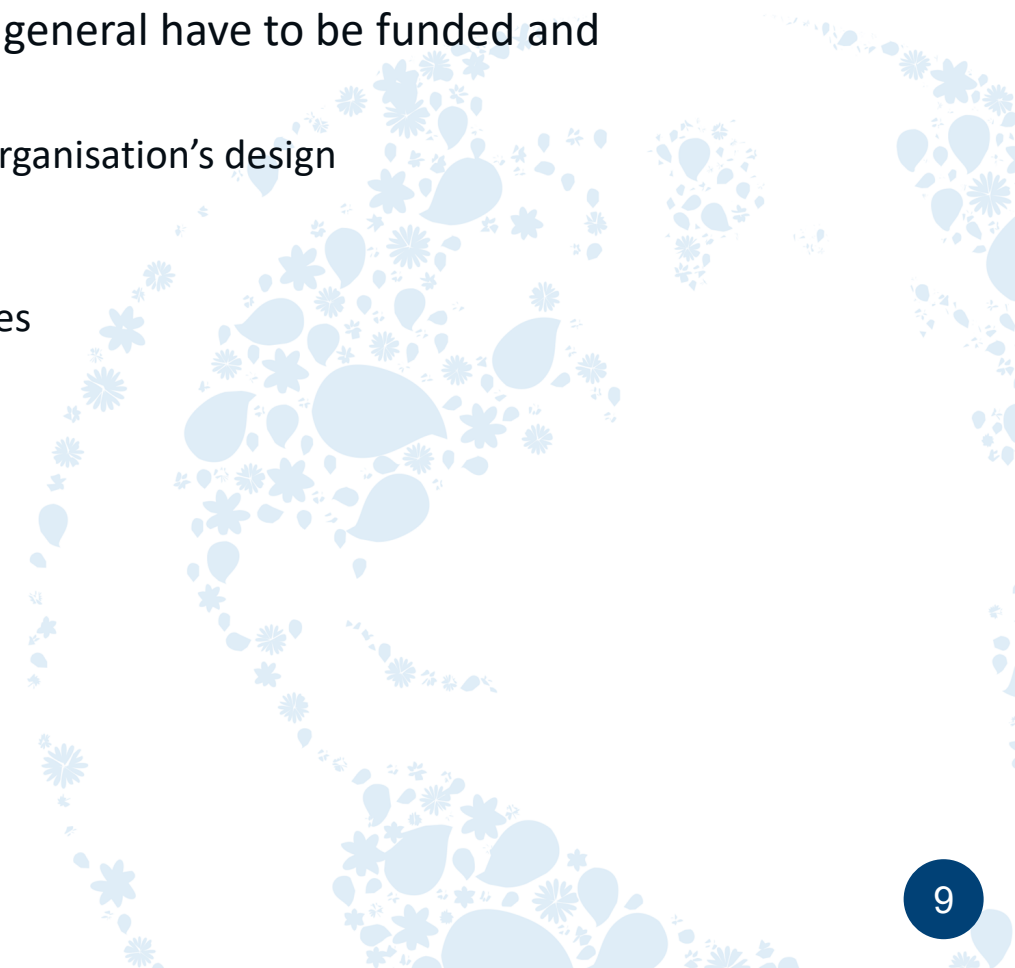 general have to be funded and
rganisation’s design
es
9